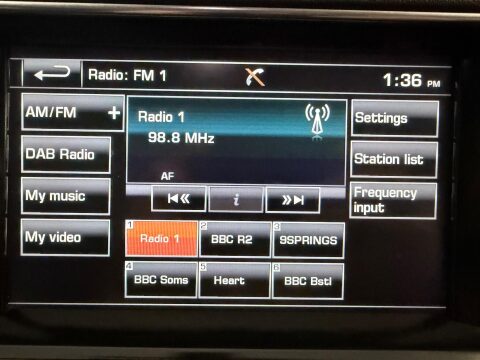 Radio: FM 1
1:36 PM
AM/FM +
DAB Radio
My music
My video
Radio 1
98.8 MHz
AF
i
Settings
Station list
Frequency
input
1 Radio 1
2 BBC R2
3 9SPRINGS
4 BBC Soms
5 Heart
6 BBC Bstl